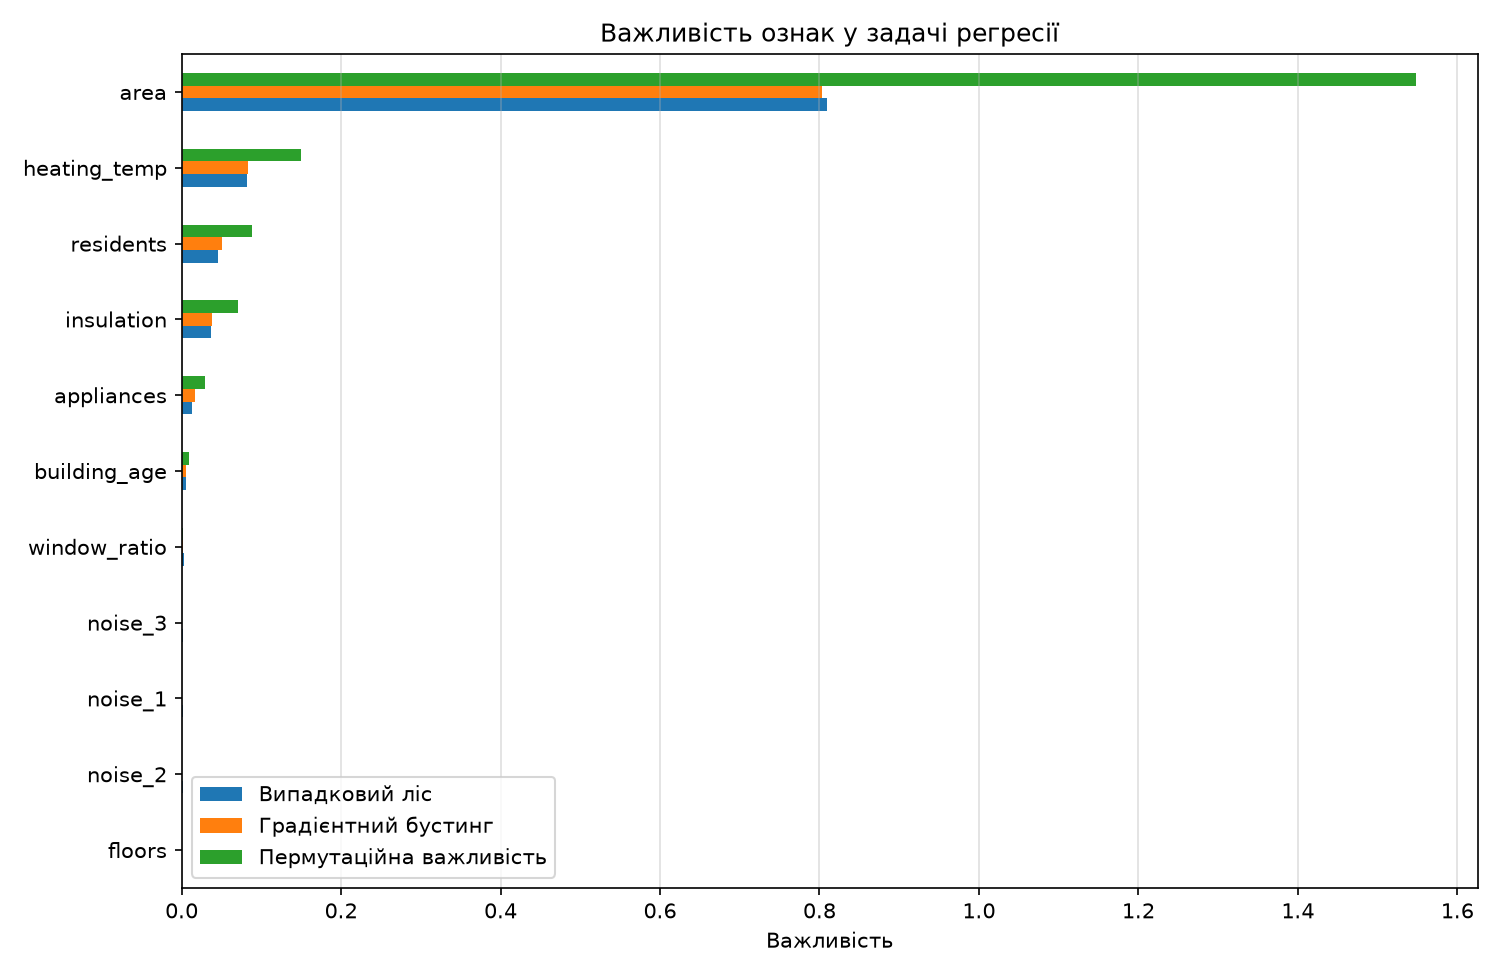 Важливість ознак у задачі регресії
area
heating_temp
residents
insulation
appliances
building_age
window_ratio
noise_3
noise_1
noise_2
floors
Випадковий ліс
Градієнтний бустинг
Пермутаційна важливість
0.0 0.2 0.4 0.6 0.8 1.0 1.2 1.4 1.6
Важливість